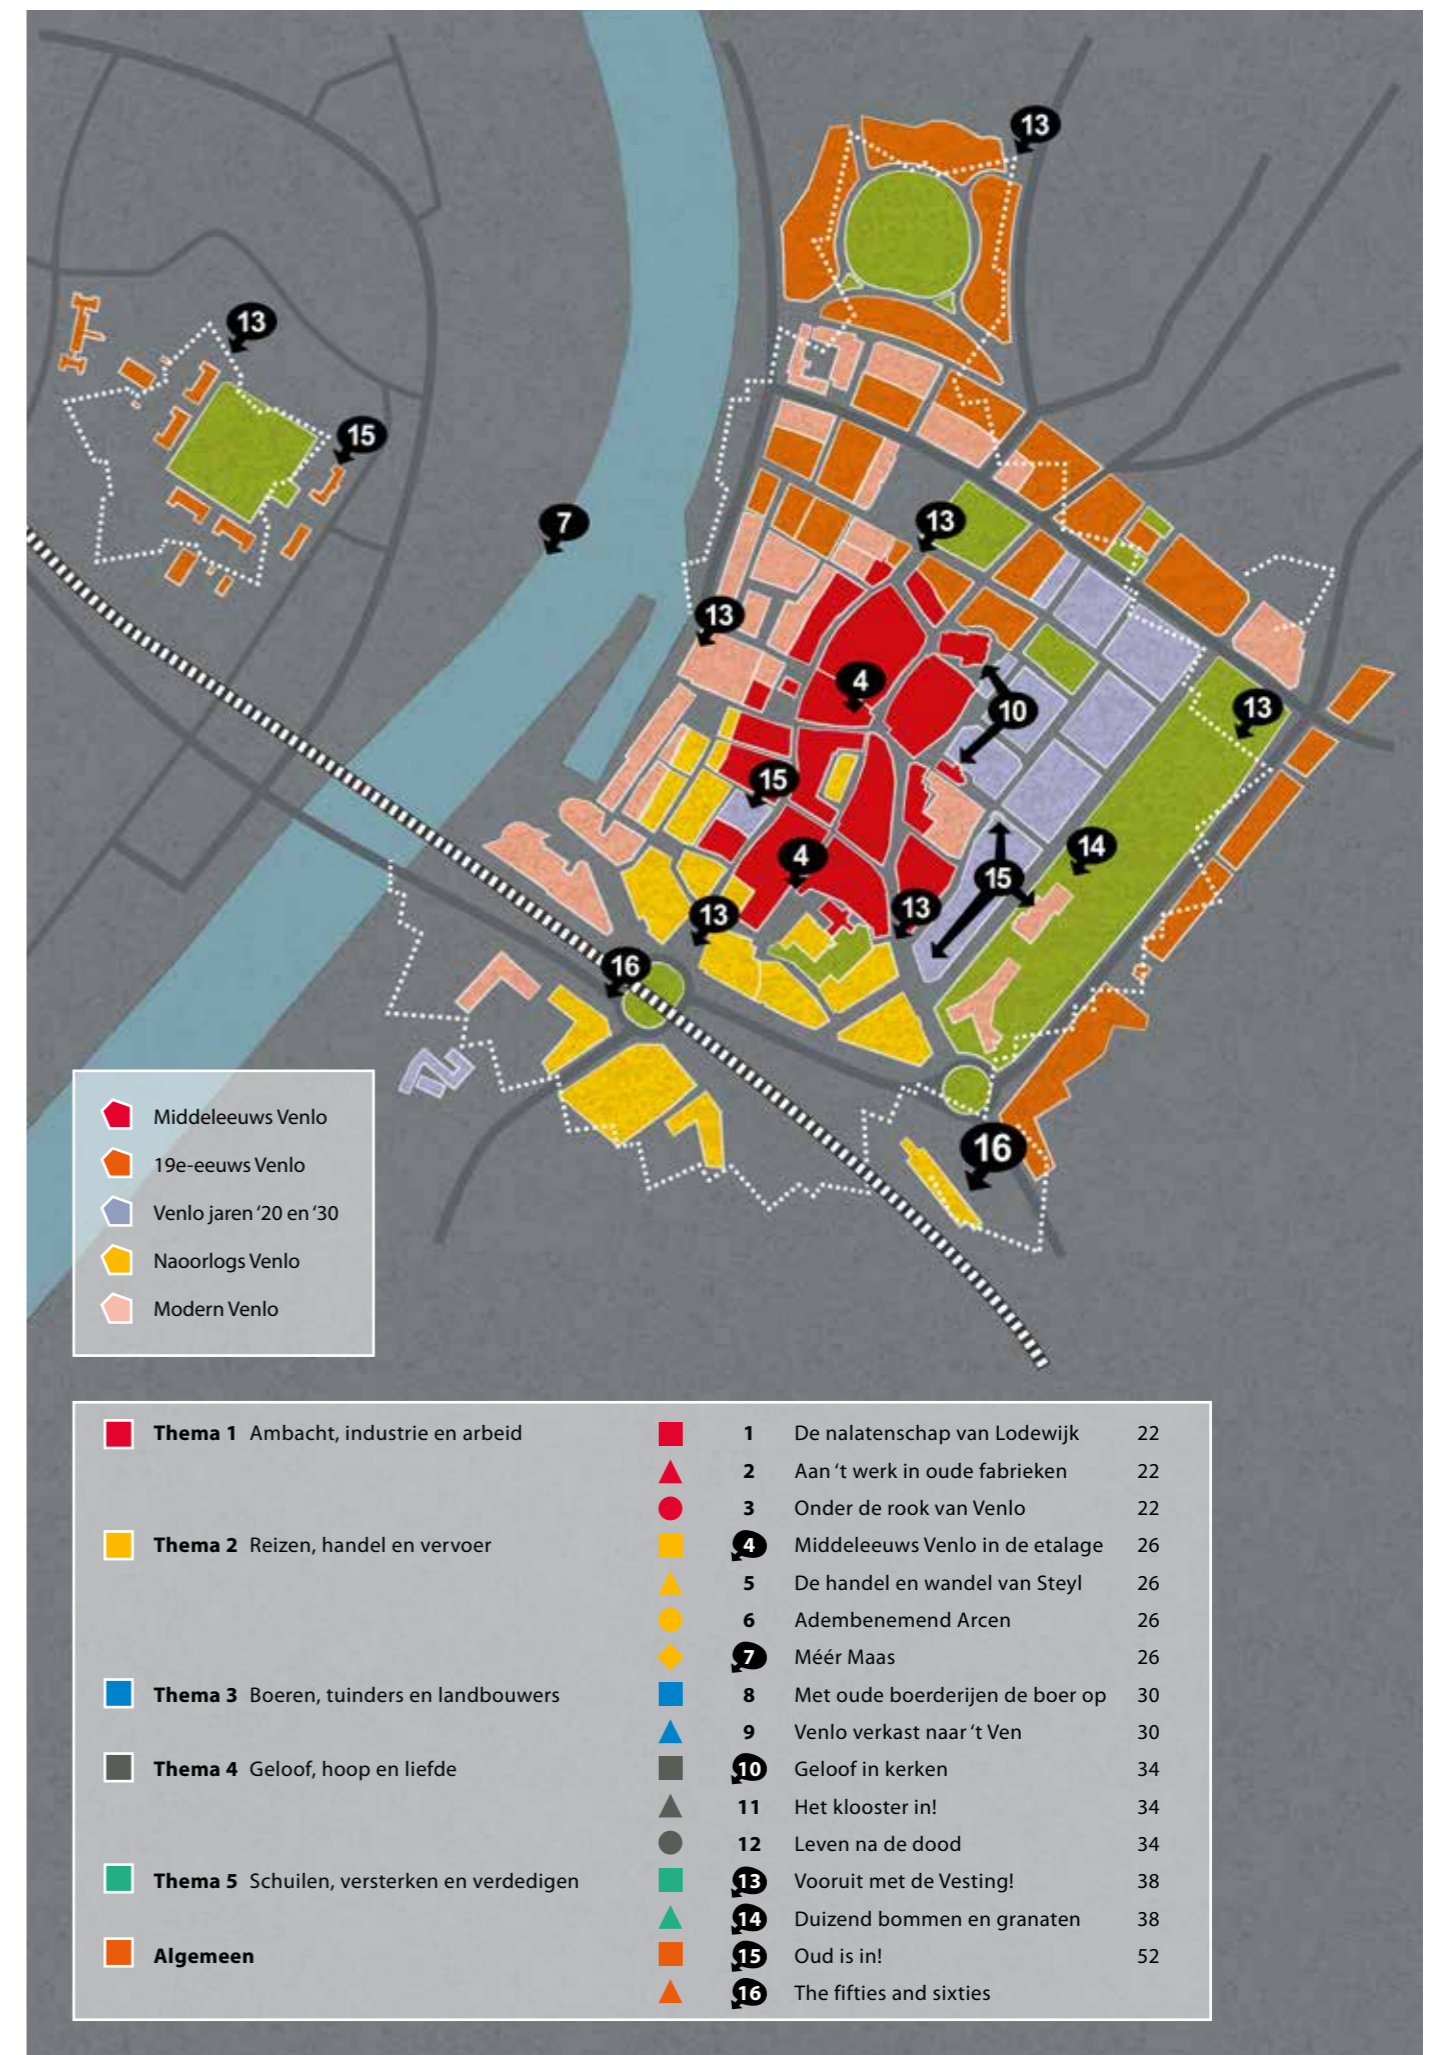 13
13
15
7
13
13
4
10
13
15
14
4
15
13
13
16
16
Middeleeuws Venlo
19e-eeuws Venlo
Venlo jaren ‘20 en ‘30
Naoorlogs Venlo
Modern Venlo
Thema 1 Ambacht, industrie en arbeid 1 De nalatenschap van Lodewijk 22
2 Aan ‘t werk in oude fabrieken 22
3 Onder de rook van Venlo 22
Thema 2 Reizen, handel en vervoer 4 Middeleeuws Venlo in de etalage 26
5 De handel en wandel van Steyl 26
6 Adembenemend Arcen 26
7 Méér Maas 26
Thema 3 Boeren, tuinders en landbouwers 8 Met oude boerderijen de boer op 30
9 Venlo verkast naar ‘t Ven 30
Thema 4 Geloof, hoop en liefde 10 Geloof in kerken 34
11 Het klooster in! 34
12 Leven na de dood 34
Thema 5 Schuilen, versterken en verdedigen 13 Vooruit met de Vesting! 38
14 Duizend bommen en granaten 38
Algemeen 15 Oud is in! 52
16 The fifties and sixties